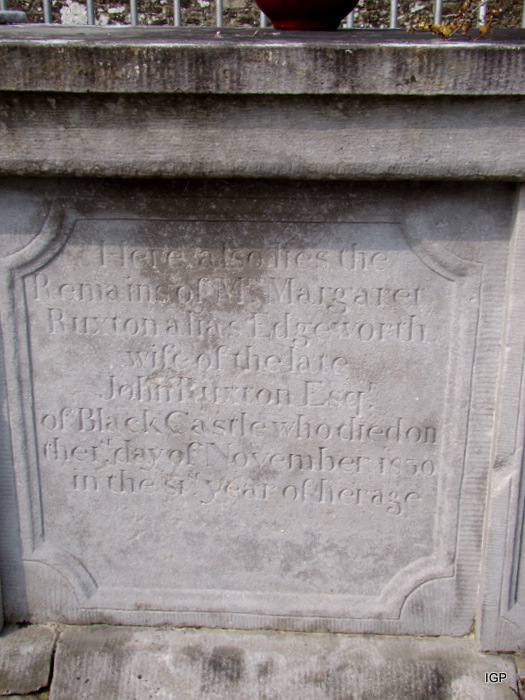 Here also lies the
Remains of Mrs Margaret
Ruxton alias Edgeworth
wife of the late
John Ruxton Esqr.
of Black Castle who died on
the 1st day of November 1830
in the 81st year of her age
IGP